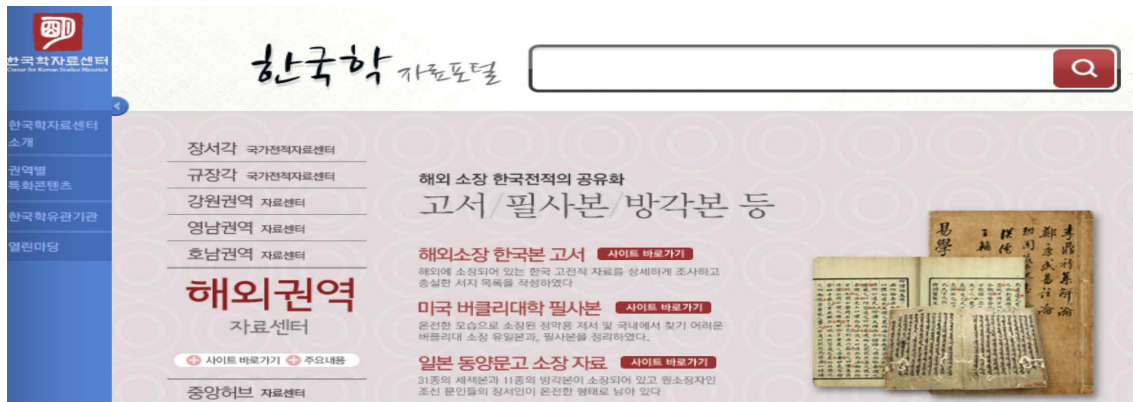 한국학자료센터
Center for Korean Studies Materials
한국학자료센터
소개
권역별
특화콘텐츠
한국학유관기관
열린마당
한국학 자료포털
장서각 국가전적자료센터
규장각 국가전적자료센터
강원권역 자료센터
영남권역 자료센터
호남권역 자료센터
해외권역
자료센터
사이트 바로가기 주요내용
중앙허브 자료센터
해외 소장 한국전적의 공유화
고서/필사본/방각본 등
해외소장 한국본 고서 사이트 바로가기
해외에 소장되어 있는 한국 고전적 자료를 상세하게 조사하고
충실한 서지 목록을 작성하였다
미국 버클리대학 필사본 사이트 바로가기
온전한 모습으로 소장된 정약용 저서 및 국내에서 찾기 어려운
버클리대 소장 유일본과, 필사본을 정리하였다.
일본 동양문고 소장 자료 사이트 바로가기
31종의 세책본과 11종의 방각본이 소장되어 있고 원소장자인
조선 문인들의 장서인이 온전한 형태로 남아 있다
易學